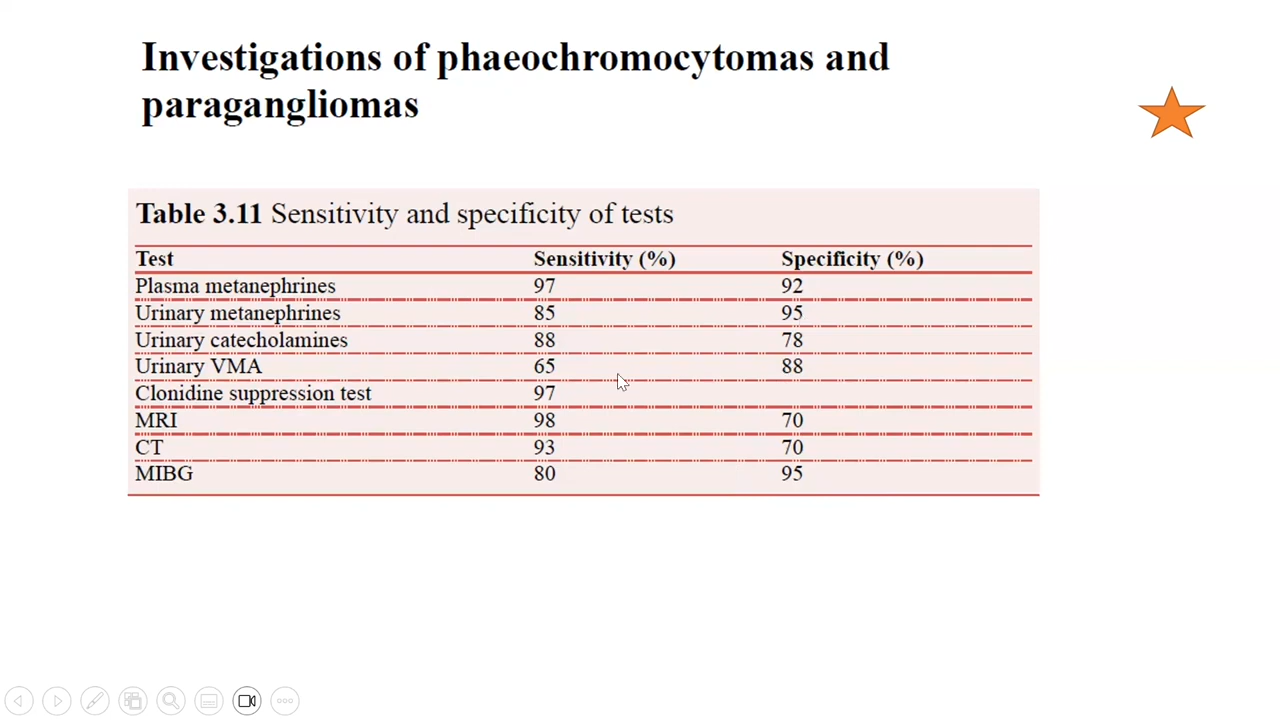 Investigations of phaeochromocytomas and
paragangliomas
Table 3.11 Sensitivity and specificity of tests
Test Sensitivity (%) Specificity (%)
Plasma metanephrines 97 92
Urinary metanephrines 85 95
Urinary catecholamines 88 78
Urinary VMA 65 88
Clonidine suppression test 97
MRI 98 70
CT 93 70
MIBG 80 95